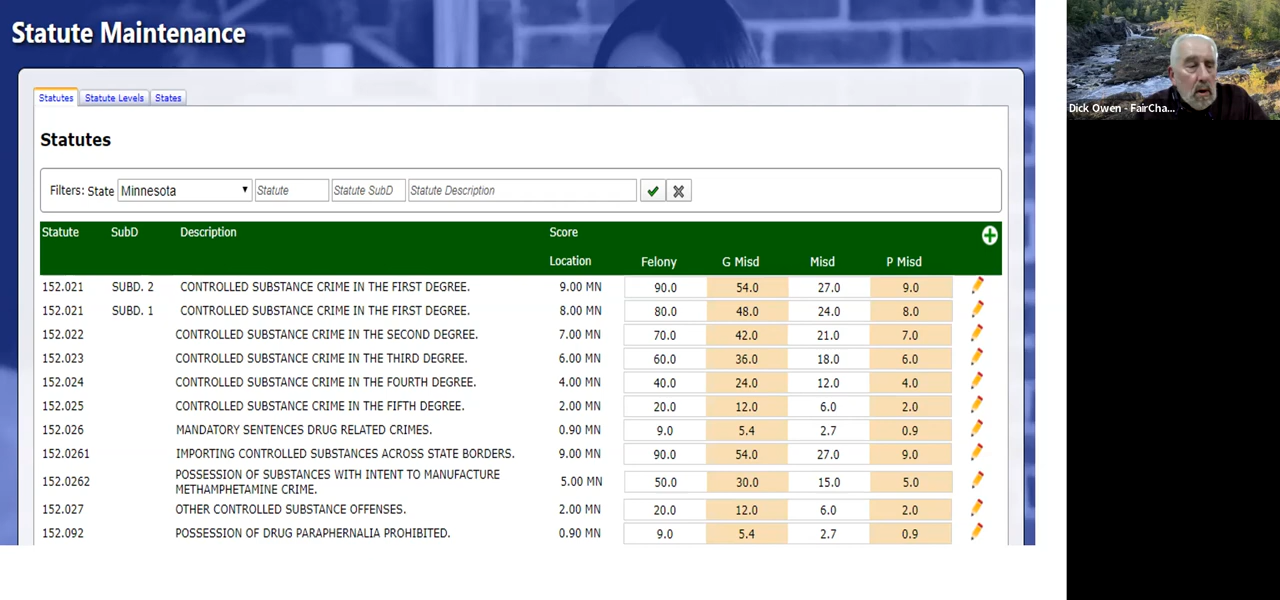 Statute Maintenance
Statutes Statute Levels States
Statutes
Filters: State Minnesota Statute Statute SubD Statute Description
Statute SubD Description Score
Location Felony G Misd Misd P Misd
152.021 SUBD. 2 CONTROLLED SUBSTANCE CRIME IN THE FIRST DEGREE. 9.00 MN 90.0 54.0 27.0 9.0
152.021 SUBD. 1 CONTROLLED SUBSTANCE CRIME IN THE FIRST DEGREE. 8.00 MN 80.0 48.0 24.0 8.0
152.022 CONTROLLED SUBSTANCE CRIME IN THE SECOND DEGREE. 7.00 MN 70.0 42.0 21.0 7.0
152.023 CONTROLLED SUBSTANCE CRIME IN THE THIRD DEGREE. 6.00 MN 60.0 36.0 18.0 6.0
152.024 CONTROLLED SUBSTANCE CRIME IN THE FOURTH DEGREE. 4.00 MN 40.0 24.0 12.0 4.0
152.025 CONTROLLED SUBSTANCE CRIME IN THE FIFTH DEGREE. 2.00 MN 20.0 12.0 6.0 2.0
152.026 MANDATORY SENTENCES DRUG RELATED CRIMES. 0.90 MN 9.0 5.4 2.7 0.9
152.0261 IMPORTING CONTROLLED SUBSTANCES ACROSS STATE BORDERS. 9.00 MN 90.0 54.0 27.0 9.0
152.0262 POSSESSION OF SUBSTANCES WITH INTENT TO MANUFACTURE
METHAMPHETAMINE CRIME. 5.00 MN 50.0 30.0 15.0 5.0
152.027 OTHER CONTROLLED SUBSTANCE OFFENSES. 2.00 MN 20.0 12.0 6.0 2.0
152.092 POSSESSION OF DRUG PARAPHERNALIA PROHIBITED. 0.90 MN 9.0 5.4 2.7 0.9
Dick Owen - FairCha...